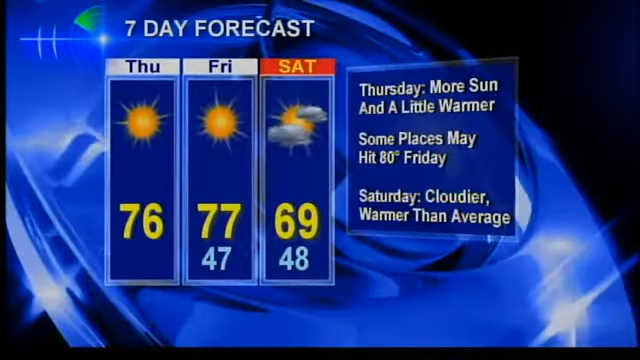 7 DAY FORECAST
Thu
Fri
SAT
76
77
69
47
48
Thursday: More Sun
And A Little Warmer
Some Places May
Hit 80° Friday
Saturday: Cloudier,
Warmer Than Average